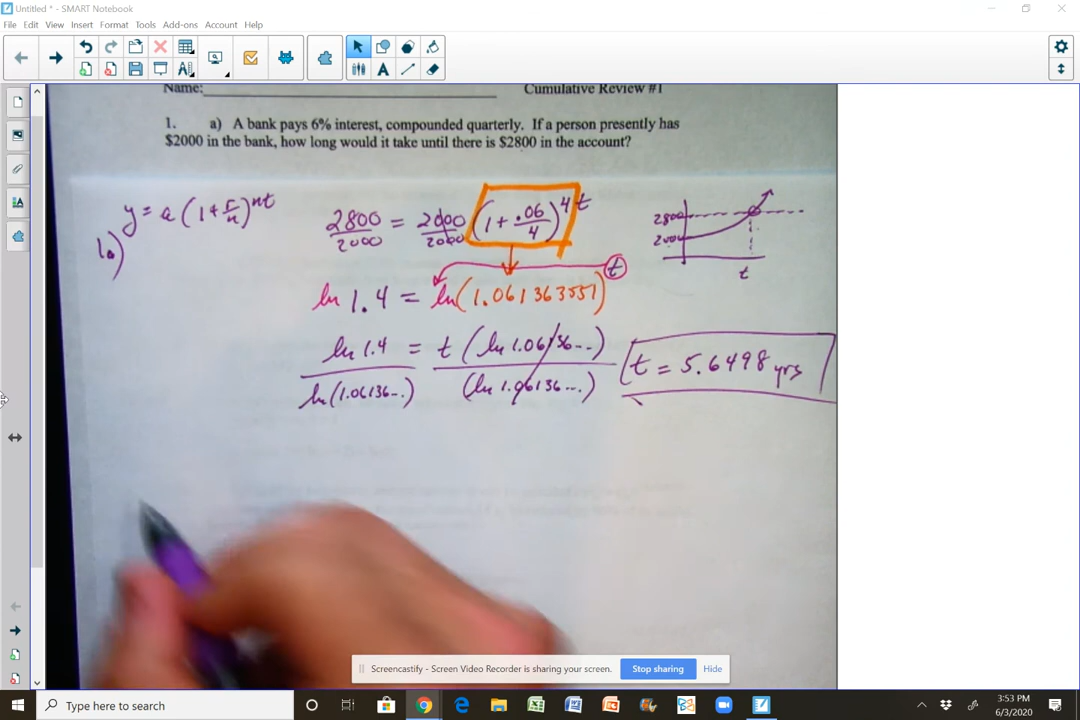 Untitled * - SMART Notebook
File Edit View Insert Format Tools Add-ons Account Help
Name: Cumulative Review #1
1. a) A bank pays 6% interest, compounded quarterly. If a person presently has
$2000 in the bank, how long would it take until there is $2800 in the account?
y = a (1 + r/n)^nt
1a)
2800/2000 = 2000/2000 (1 + .06/4)^4t
2800
2000
t
ln 1.4 = ln(1.061363551)^t
ln 1.4 / ln(1.06136...) = t (ln 1.06136...) / (ln 1.06136...)
t = 5.6498 yrs
Screencastify - Screen Video Recorder is sharing your screen. Stop sharing Hide
Type here to search
3:53 PM
6/3/2020